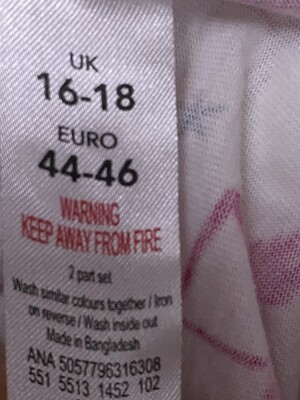 UK
16-18
EURO
44-46
WARNING
KEEP AWAY FROM FIRE
2 part set
Wash similar colours together / Iron
on reverse / Wash inside out
Made in Bangladesh
ANA 5057796316308
551 5513 1452 102